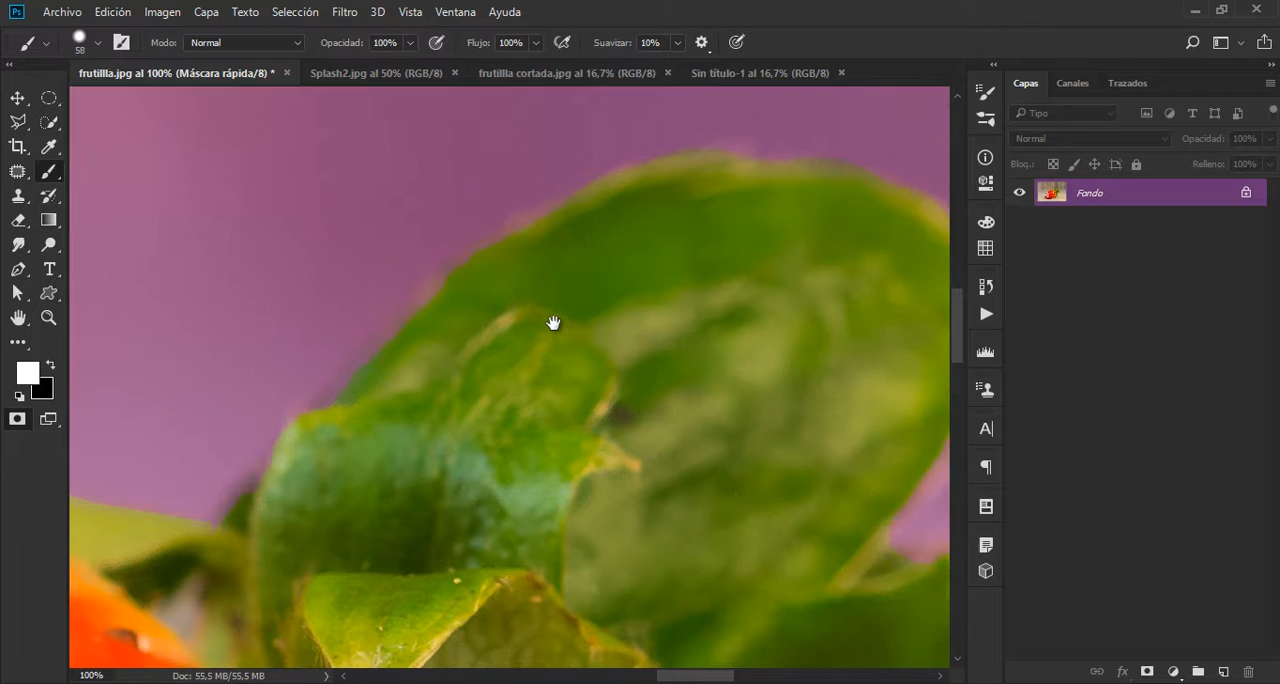 Ps Archivo Edición Imagen Capa Texto Selección Filtro 3D Vista Ventana Ayuda
58 Modo: Normal Opacidad: 100% Flujo: 100% Suavizar: 10%
frutillla.jpg al 100% (Máscara rápida/8) * × Splash2.jpg al 50% (RGB/8) × frutillla cortada.jpg al 16,7% (RGB/8) × Sin título-1 al 16,7% (RGB/8) ×
Capas Canales Trazados
Tipo
Normal Opacidad: 100%
Bloq.: Relleno: 100%
Fondo
100% Doc: 55,5 MB/55,5 MB